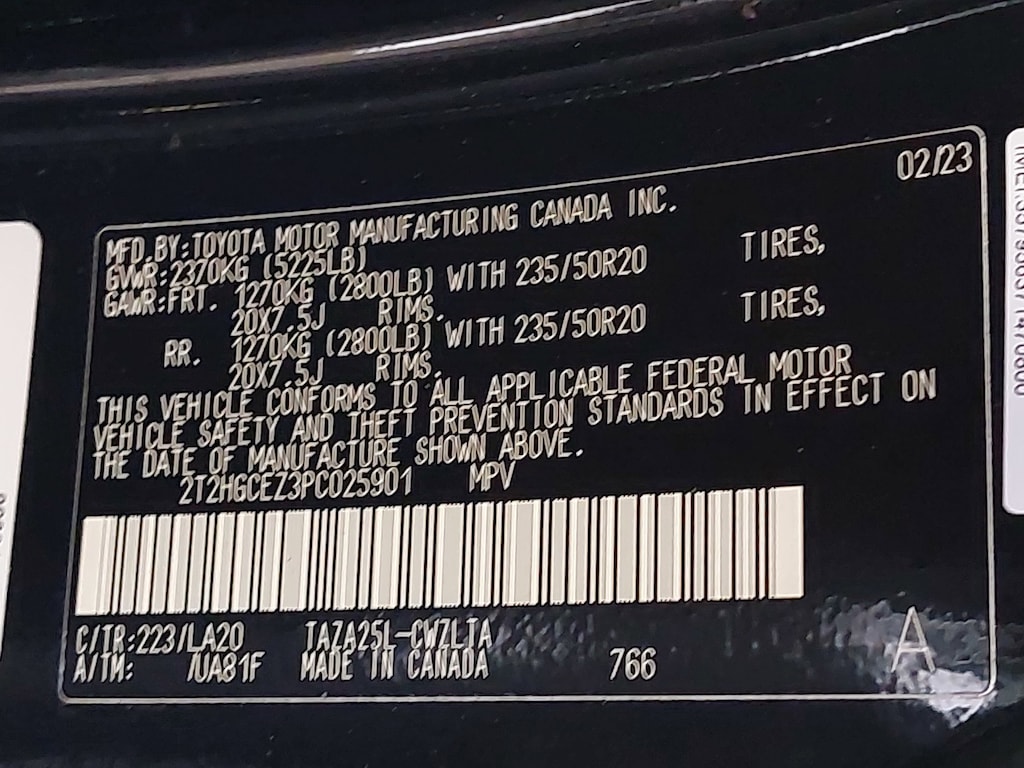 02/23
MFD.BY:TOYOTA MOTOR MANUFACTURING CANADA INC.
GVWR:2370KG (5225LB)
GAWR:FRT. 1270KG (2800LB) WITH 235/50R20 TIRES,
20X7.5J RIMS.
RR. 1270KG (2800LB) WITH 235/50R20 TIRES,
20X7.5J RIMS.
THIS VEHICLE CONFORMS TO ALL APPLICABLE FEDERAL MOTOR
VEHICLE SAFETY AND THEFT PREVENTION STANDARDS IN EFFECT ON
THE DATE OF MANUFACTURE SHOWN ABOVE.
2T2HGCEZ3PC025901 MPV
C/TR:223/LA20 TAZA25L-CWZLTA
A/TM: /UA81F MADE IN CANADA 766
A